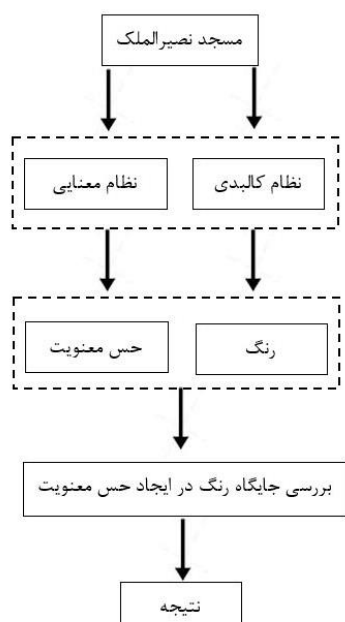 مسجد نصیرالملک
نظام کالبدی
نظام معنایی
رنگ
حس معنویت
بررسی جایگاه رنگ در ایجاد حس معنویت
نتیجه